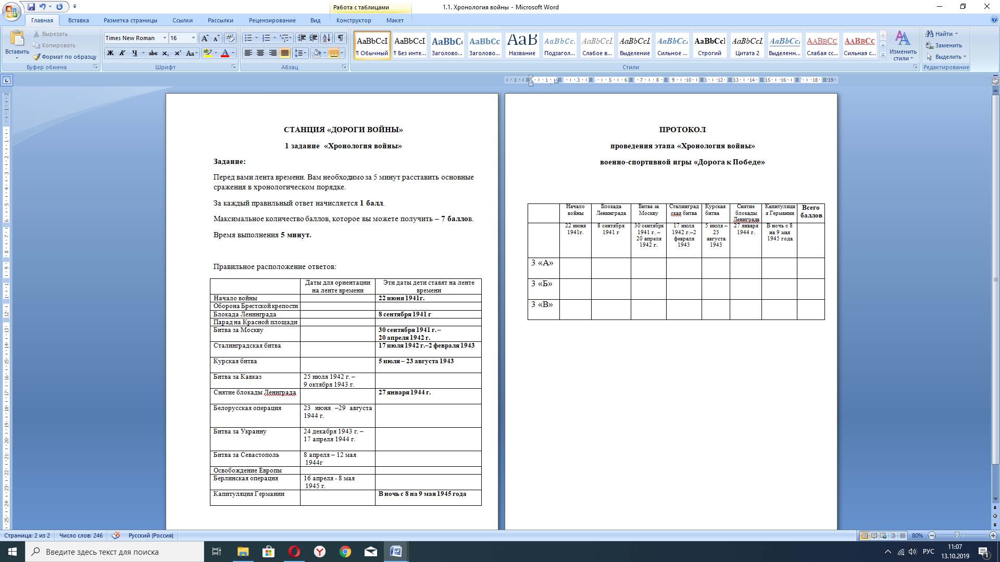 Работа с таблицами
1.1. Хронология войны - Microsoft Word
Главная Вставка Разметка страницы Ссылки Рассылки Рецензирование Вид Конструктор Макет
Вставить
Вырезать
Копировать
Формат по образцу
Буфер обмена
Times New Roman 16
Ж К Ч abc x₂ x² Aa
Шрифт
Абзац
AaBbCcI AaBbCcI AaBbCc AaBbCc AaB AaBbCc. AaBbCc. AaBbCcL AaBbCcL AaBbCcI AaBbCcL AaBbCcL AABBCC AABBCC
¶ Обычный ¶ Без инте... Заголово... Заголово... Название Подзагол... Слабое в... Выделение Сильное ... Строгий Цитата 2 Выделенн... Слабая сс... Сильная с...
Изменить стили
Стили
Найти
Заменить
Выделить
Редактирование
СТАНЦИЯ «ДОРОГИ ВОЙНЫ»
1 задание «Хронология войны»
Задание:
Перед вами лента времени. Вам необходимо за 5 минут расставить основные
сражения в хронологическом порядке.
За каждый правильный ответ начисляется 1 балл.
Максимальное количество баллов, которое вы можете получить – 7 баллов.
Время выполнения 5 минут.
Правильное расположение ответов:
Даты для ориентации на ленте времени Эти даты дети ставят на ленте времени
Начало войны 22 июня 1941г.
Оборона Брестской крепости
Блокада Ленинграда 8 сентября 1941 г
Парад на Красной площади
Битва за Москву 30 сентября 1941 г. –
20 апреля 1942 г.
Сталинградская битва 17 июля 1942 г.–2 февраля 1943
Курская битва 5 июля – 23 августа 1943
Битва за Кавказ 25 июля 1942 г. –
9 октября 1943 г.
Снятие блокады Лениграда 27 января 1944 г.
Белорусская операция 23 июня –29 августа
1944 г.
Битва за Украину 24 декабря 1943 г. –
17 апреля 1944 г.
Битва за Севастополь 8 апреля – 12 мая
1944г
Освобождение Европы
Берлинская операция 16 апреля - 8 мая
1945 г.
Капитуляция Германии В ночь с 8 на 9 мая 1945 года
ПРОТОКОЛ
проведения этапа «Хронология войны»
военно-спортивной игры «Дорога к Победе»
Начало войны Блокада Ленинграда Битва за Москву Сталинград ская битва Курская битва Снятие блокады Лениграда Капитуляци я Германии Всего баллов
22 июня 1941г. 8 сентября 1941 г 30 сентября 1941 г. – 20 апреля 1942 г. 17 июля 1942 г.–2 февраля 1943 5 июля – 23 августа 1943 27 января 1944 г. В ночь с 8 на 9 мая 1945 года
3 «А»
3 «Б»
3 «В»
Страница: 2 из 2 Число слов: 246 Русский (Россия) 80%
Введите здесь текст для поиска
РУС
11:07
13.10.2019
1